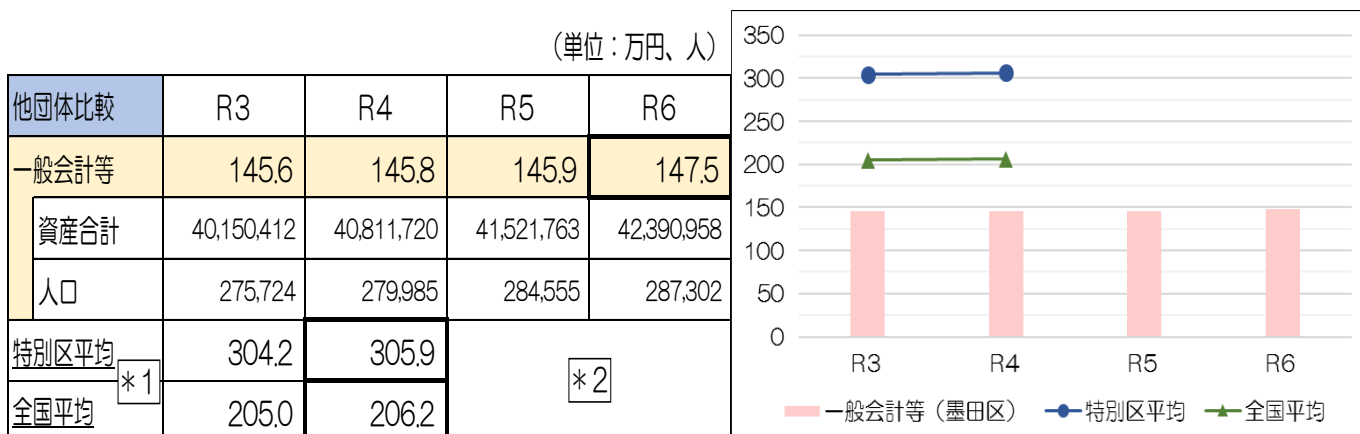 (単位：万円、人)
他団体比較 R3 R4 R5 R6
一般会計等 145.6 145.8 145.9 147.5
資産合計 40,150,412 40,811,720 41,521,763 42,390,958
人口 275,724 279,985 284,555 287,302
特別区平均 304.2 305.9
*1 *2
全国平均 205.0 206.2
350
300
250
200
150
100
50
0
R3 R4 R5 R6
一般会計等（墨田区） 特別区平均 全国平均